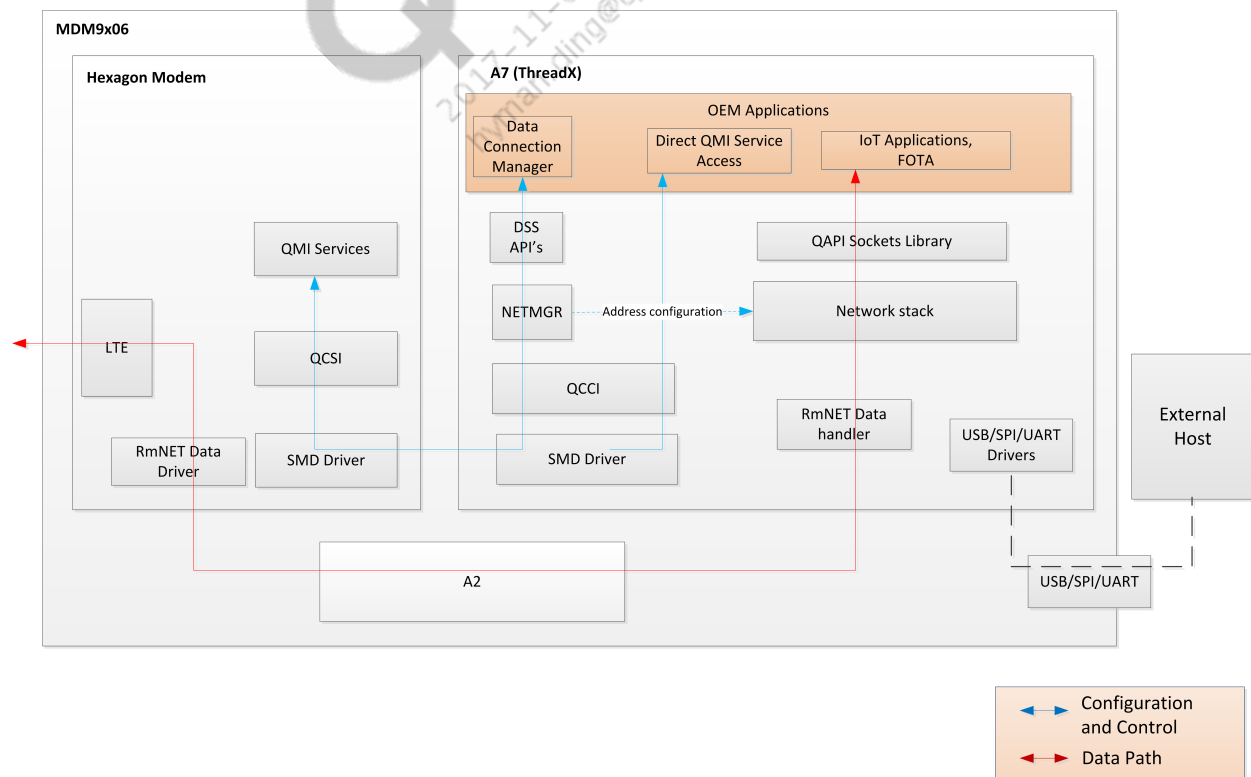 MDM9x06
Hexagon Modem
A7 (ThreadX)
OEM Applications
Data
Connection
Manager
Direct QMI Service
Access
IoT Applications,
FOTA
DSS
API's
QMI Services
QAPI Sockets Library
NETMGR
Address configuration
Network stack
LTE
QCSI
QCCI
RmNET Data
handler
External
Host
RmNET Data
Driver
SMD Driver
SMD Driver
USB/SPI/UART
Drivers
A2
USB/SPI/UART
Configuration
and Control
Data Path